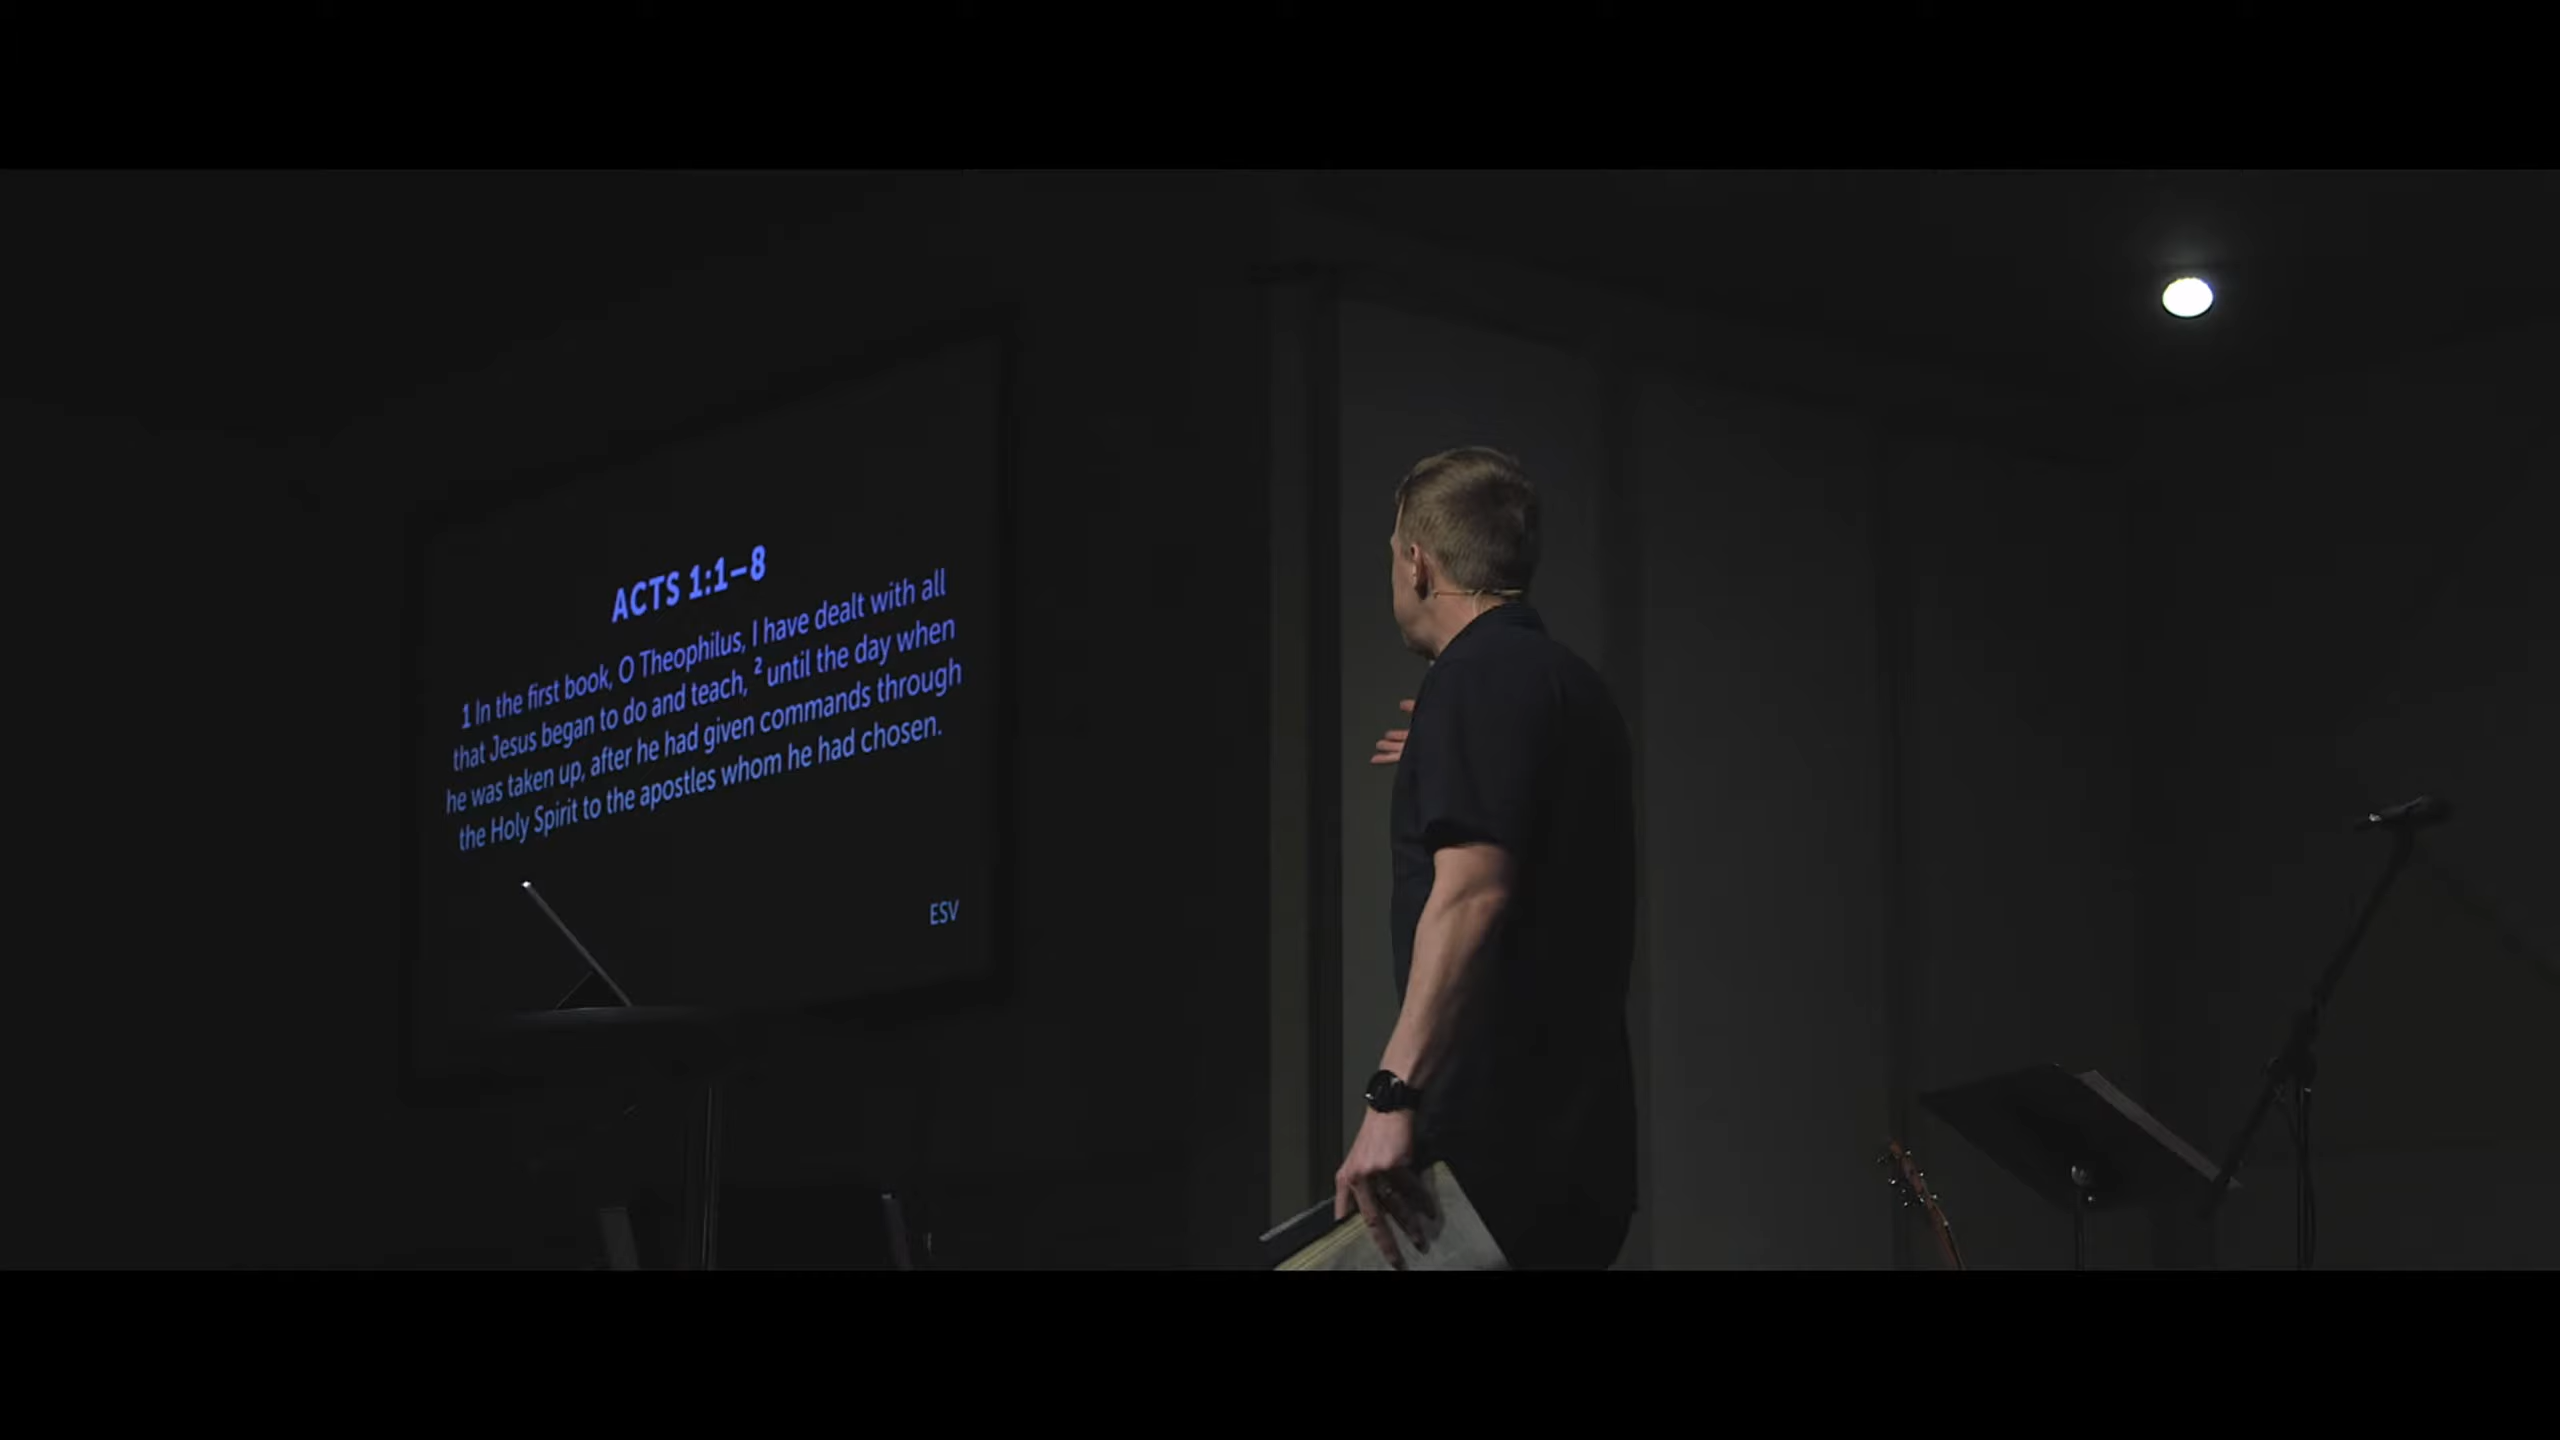 ACTS 1:1–8
1 In the first book, O Theophilus, I have dealt with all
that Jesus began to do and teach, ² until the day when
he was taken up, after he had given commands through
the Holy Spirit to the apostles whom he had chosen.
ESV